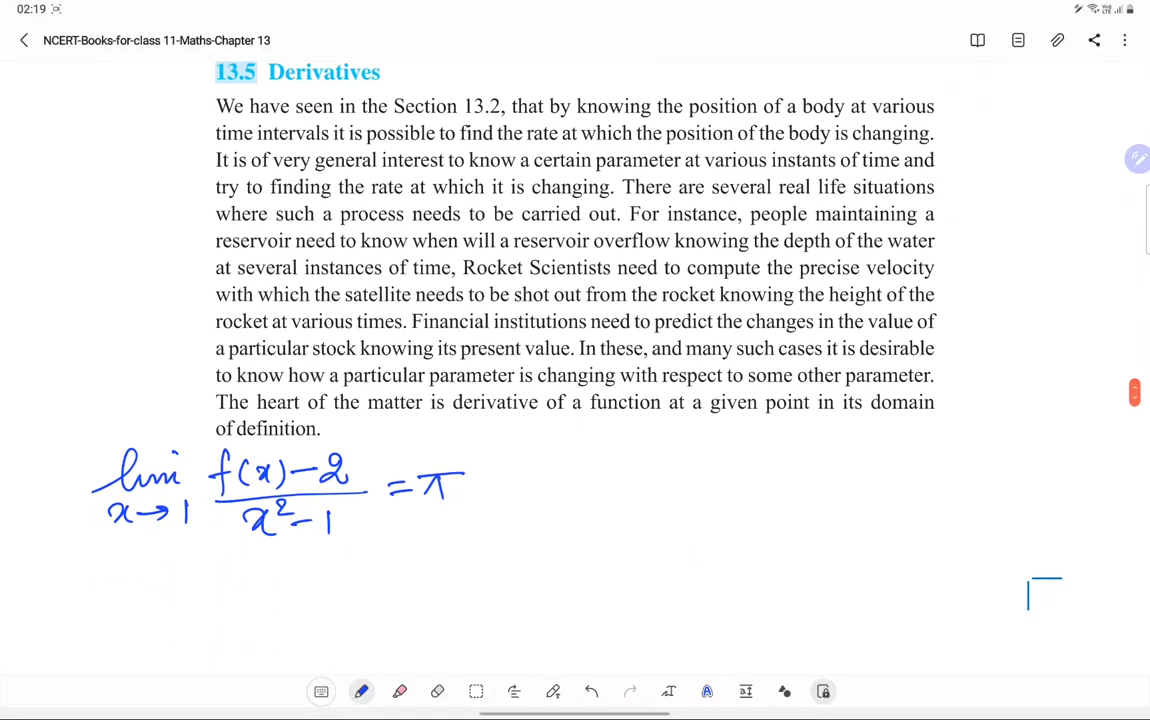 02:19
NCERT-Books-for-class 11-Maths-Chapter 13
13.5 Derivatives
We have seen in the Section 13.2, that by knowing the position of a body at various
time intervals it is possible to find the rate at which the position of the body is changing.
It is of very general interest to know a certain parameter at various instants of time and
try to finding the rate at which it is changing. There are several real life situations
where such a process needs to be carried out. For instance, people maintaining a
reservoir need to know when will a reservoir overflow knowing the depth of the water
at several instances of time, Rocket Scientists need to compute the precise velocity
with which the satellite needs to be shot out from the rocket knowing the height of the
rocket at various times. Financial institutions need to predict the changes in the value of
a particular stock knowing its present value. In these, and many such cases it is desirable
to know how a particular parameter is changing with respect to some other parameter.
The heart of the matter is derivative of a function at a given point in its domain
of definition.
lim f(x)-2
x→1 x²-1 = π